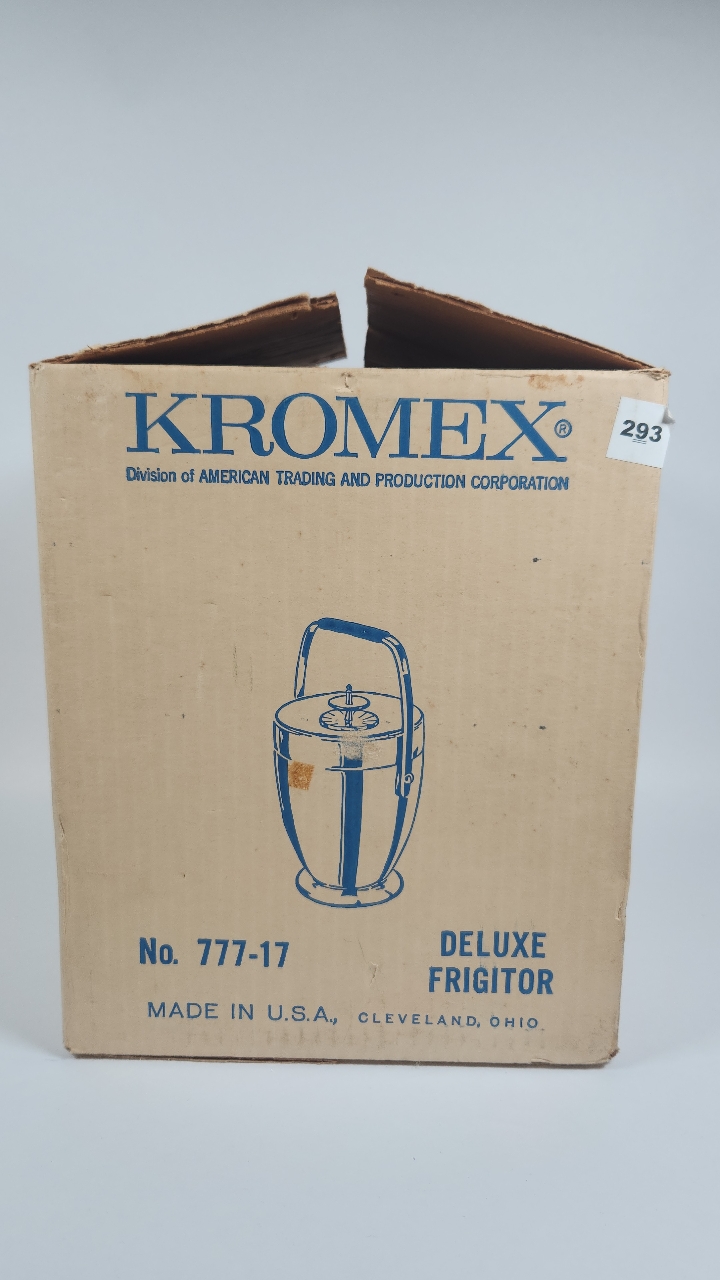 KROMEX®
293
Division of AMERICAN TRADING AND PRODUCTION CORPORATION
No. 777-17
DELUXE
FRIGITOR
MADE IN U.S.A., CLEVELAND, OHIO.